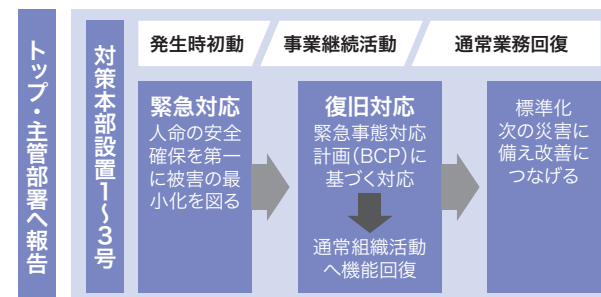 トップ・主管部署へ報告
対策本部設置1～3号
発生時初動
事業継続活動
通常業務回復
緊急対応
人命の安全
確保を第一
に被害の最
小化を図る
復旧対応
緊急事態対応
計画(BCP)に
基づく対応
通常組織活動
へ機能回復
標準化
次の災害に
備え改善に
つなげる